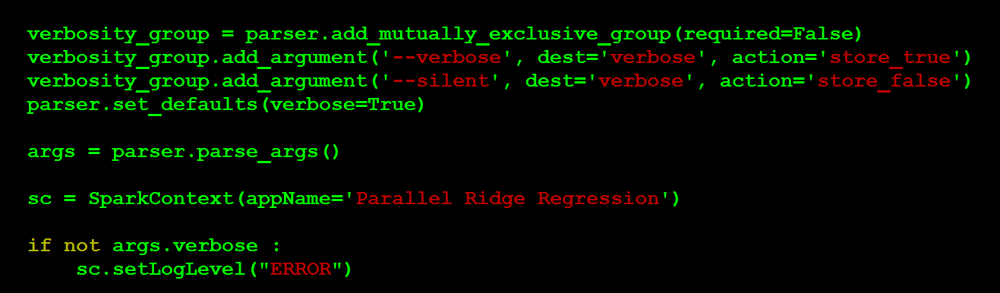 verbosity_group = parser.add_mutually_exclusive_group(required=False)
verbosity_group.add_argument('--verbose', dest='verbose', action='store_true')
verbosity_group.add_argument('--silent', dest='verbose', action='store_false')
parser.set_defaults(verbose=True)
args = parser.parse_args()
sc = SparkContext(appName='Parallel Ridge Regression')
if not args.verbose :
    sc.setLogLevel("ERROR")